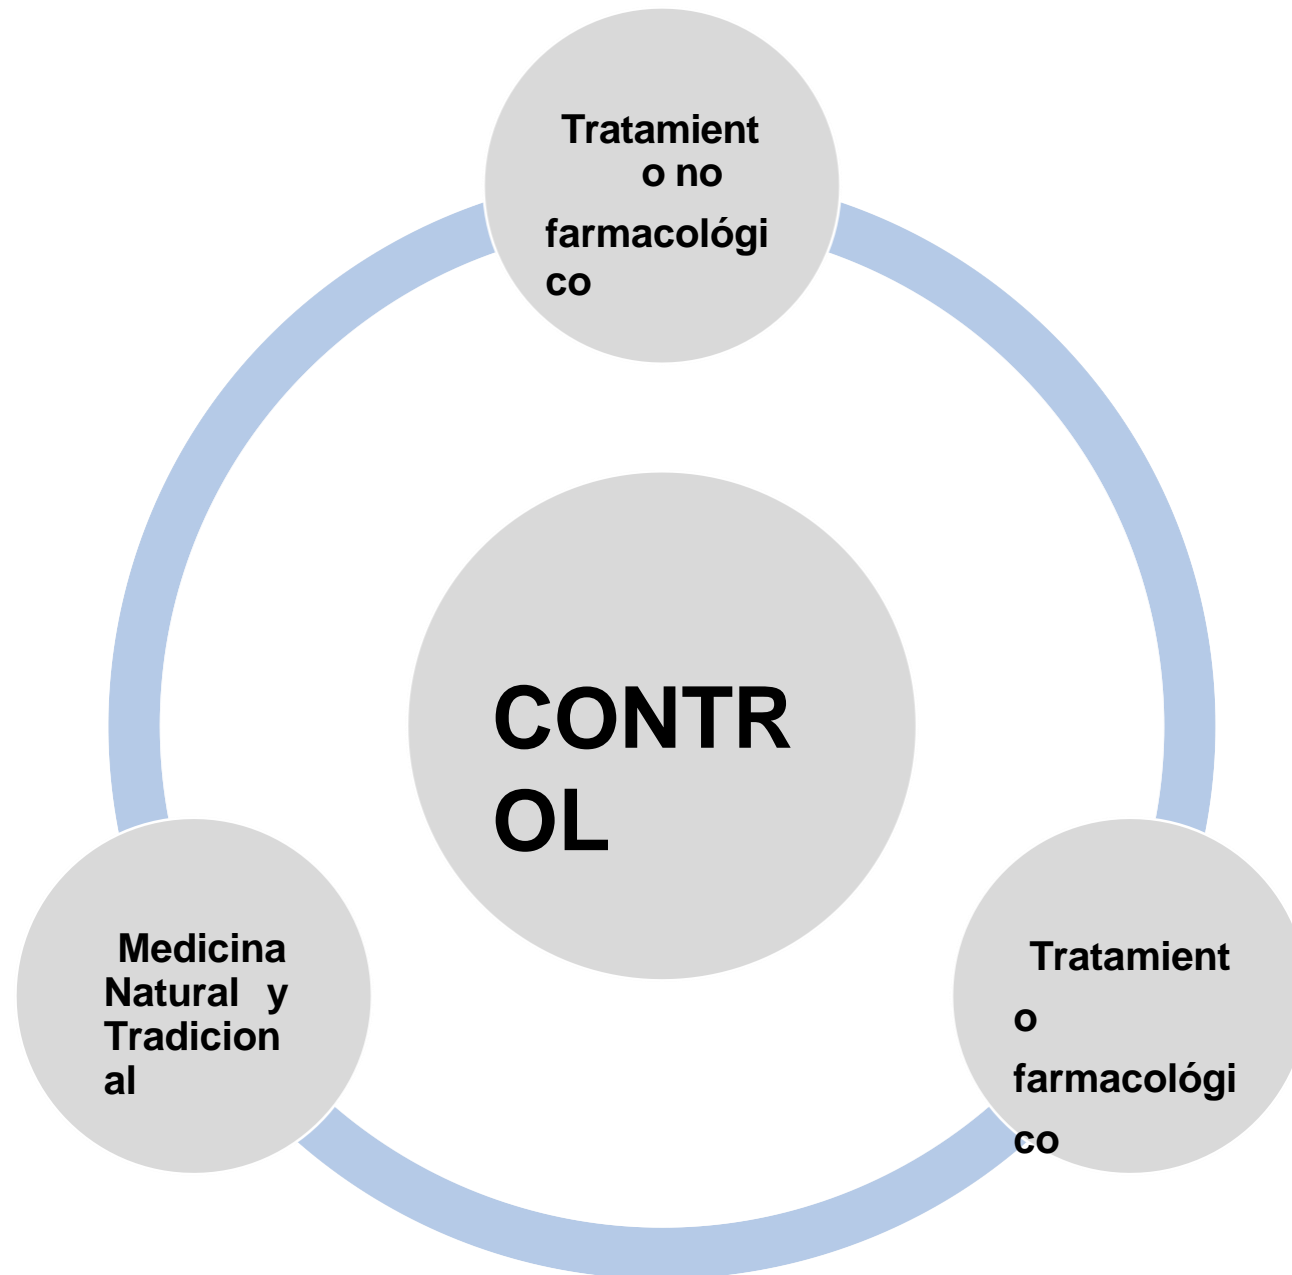 Tratamient
o no
farmacológi
co
CONTR
OL
Medicina
Natural y
Tradicion
al
Tratamient
o
farmacológi
co